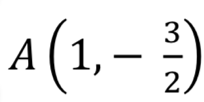 A(1, − 3/2)